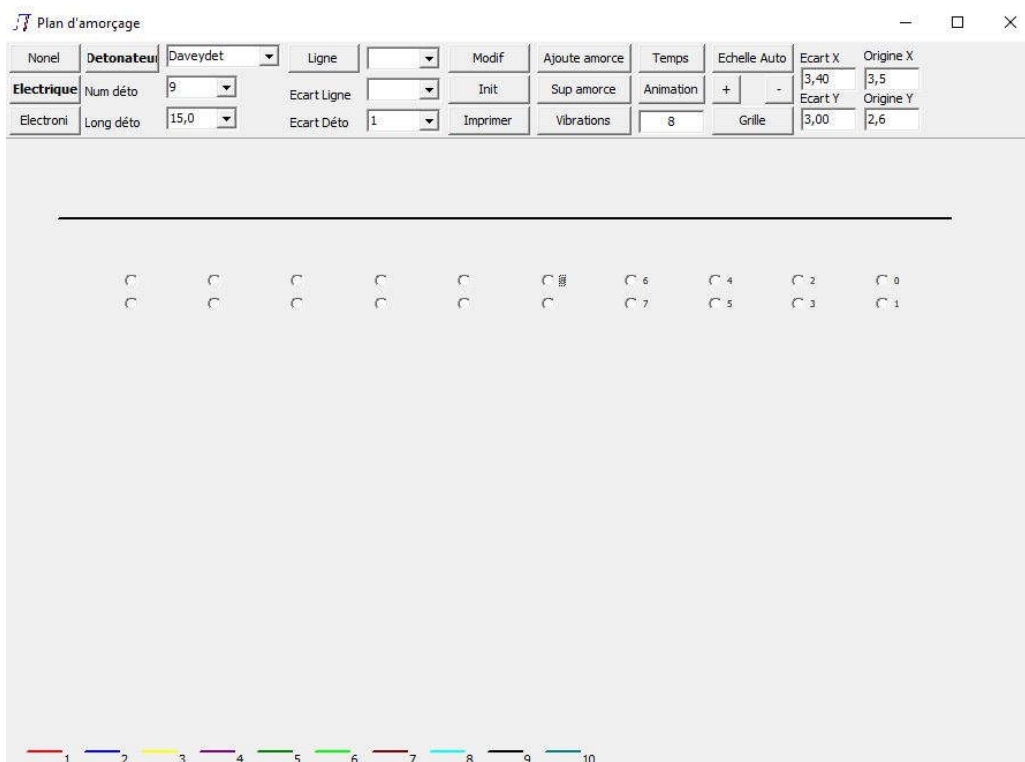 Plan d'amorçage
Nonel Detonateur Daveydet Ligne Modif Ajoute amorce Temps Echelle Auto Ecart X Origine X
Electrique Num déto 9 Ecart Ligne Init Sup amorce Animation + - 3,40 3,5
Ecart Y Origine Y
Electroni Long déto 15,0 Ecart Déto 1 Imprimer Vibrations 8 Grille 3,00 2,6
6 4 2 0
7 5 3 1
1 2 3 4 5 6 7 8 9 10